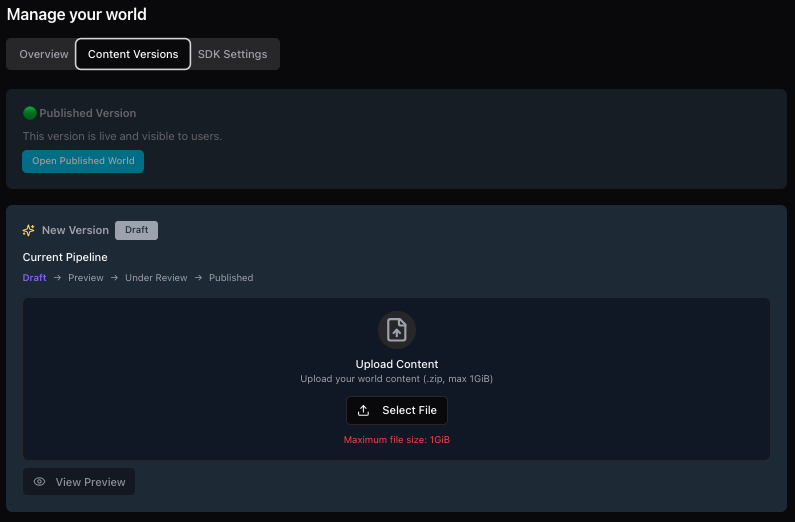 Manage your world
Overview Content Versions SDK Settings
Published Version
This version is live and visible to users.
Open Published World
New Version Draft
Current Pipeline
Draft → Preview → Under Review → Published
Upload Content
Upload your world content (.zip, max 1GiB)
Select File
Maximum file size: 1GiB
View Preview